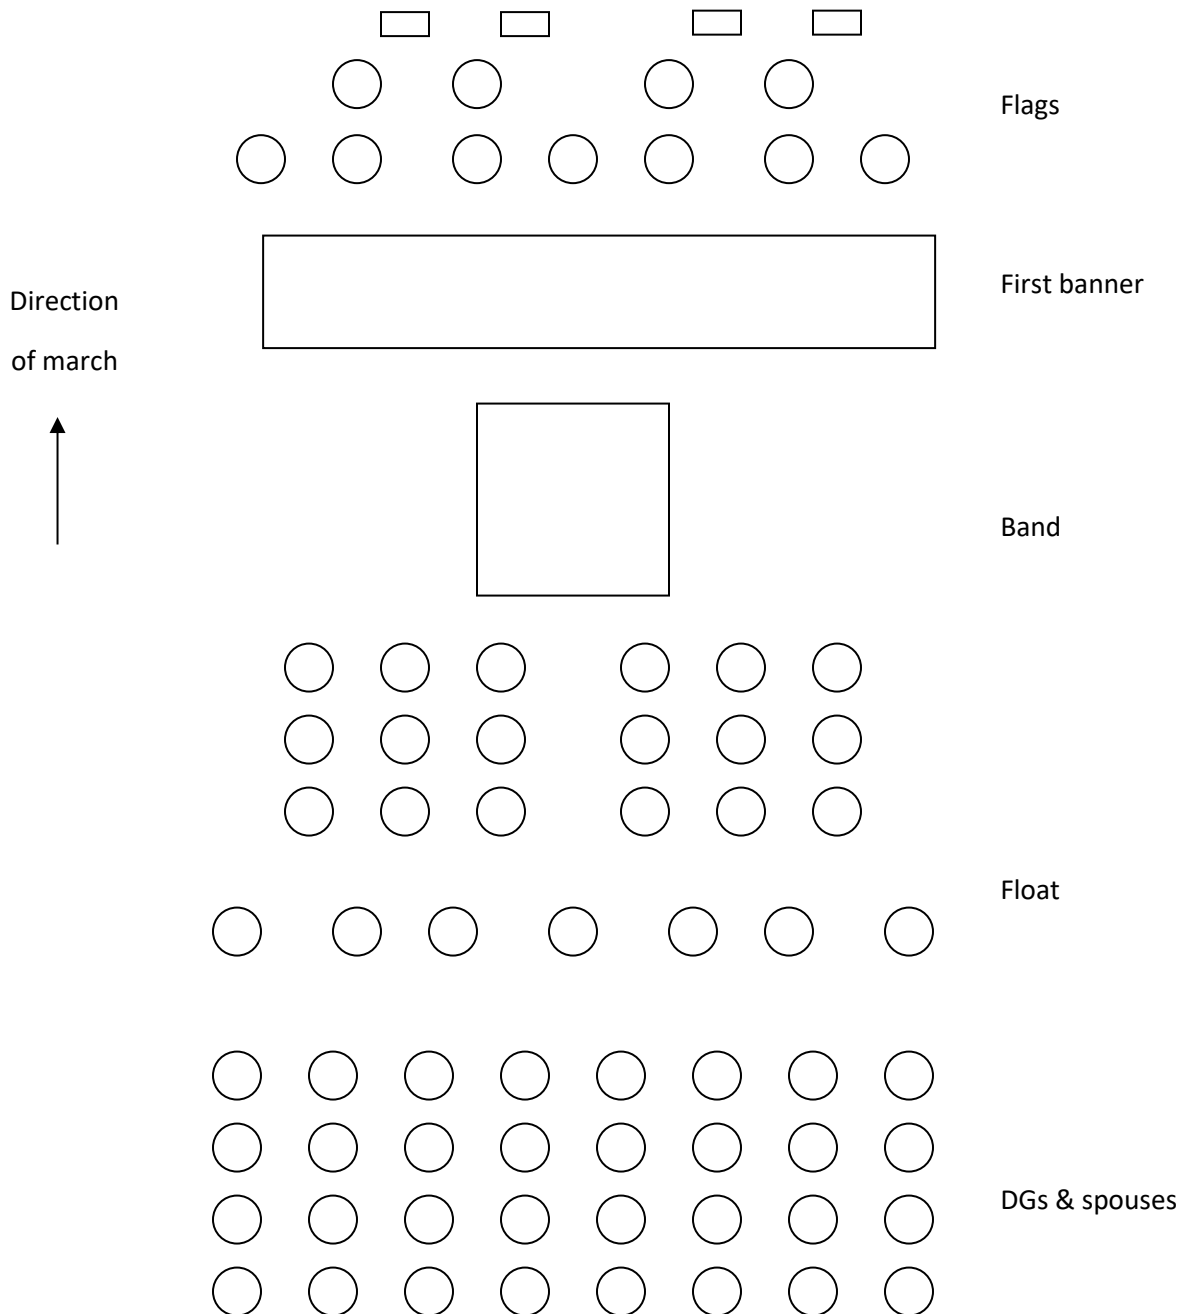 Flags
First banner
Direction
of march
Band
Float
DGs & spouses